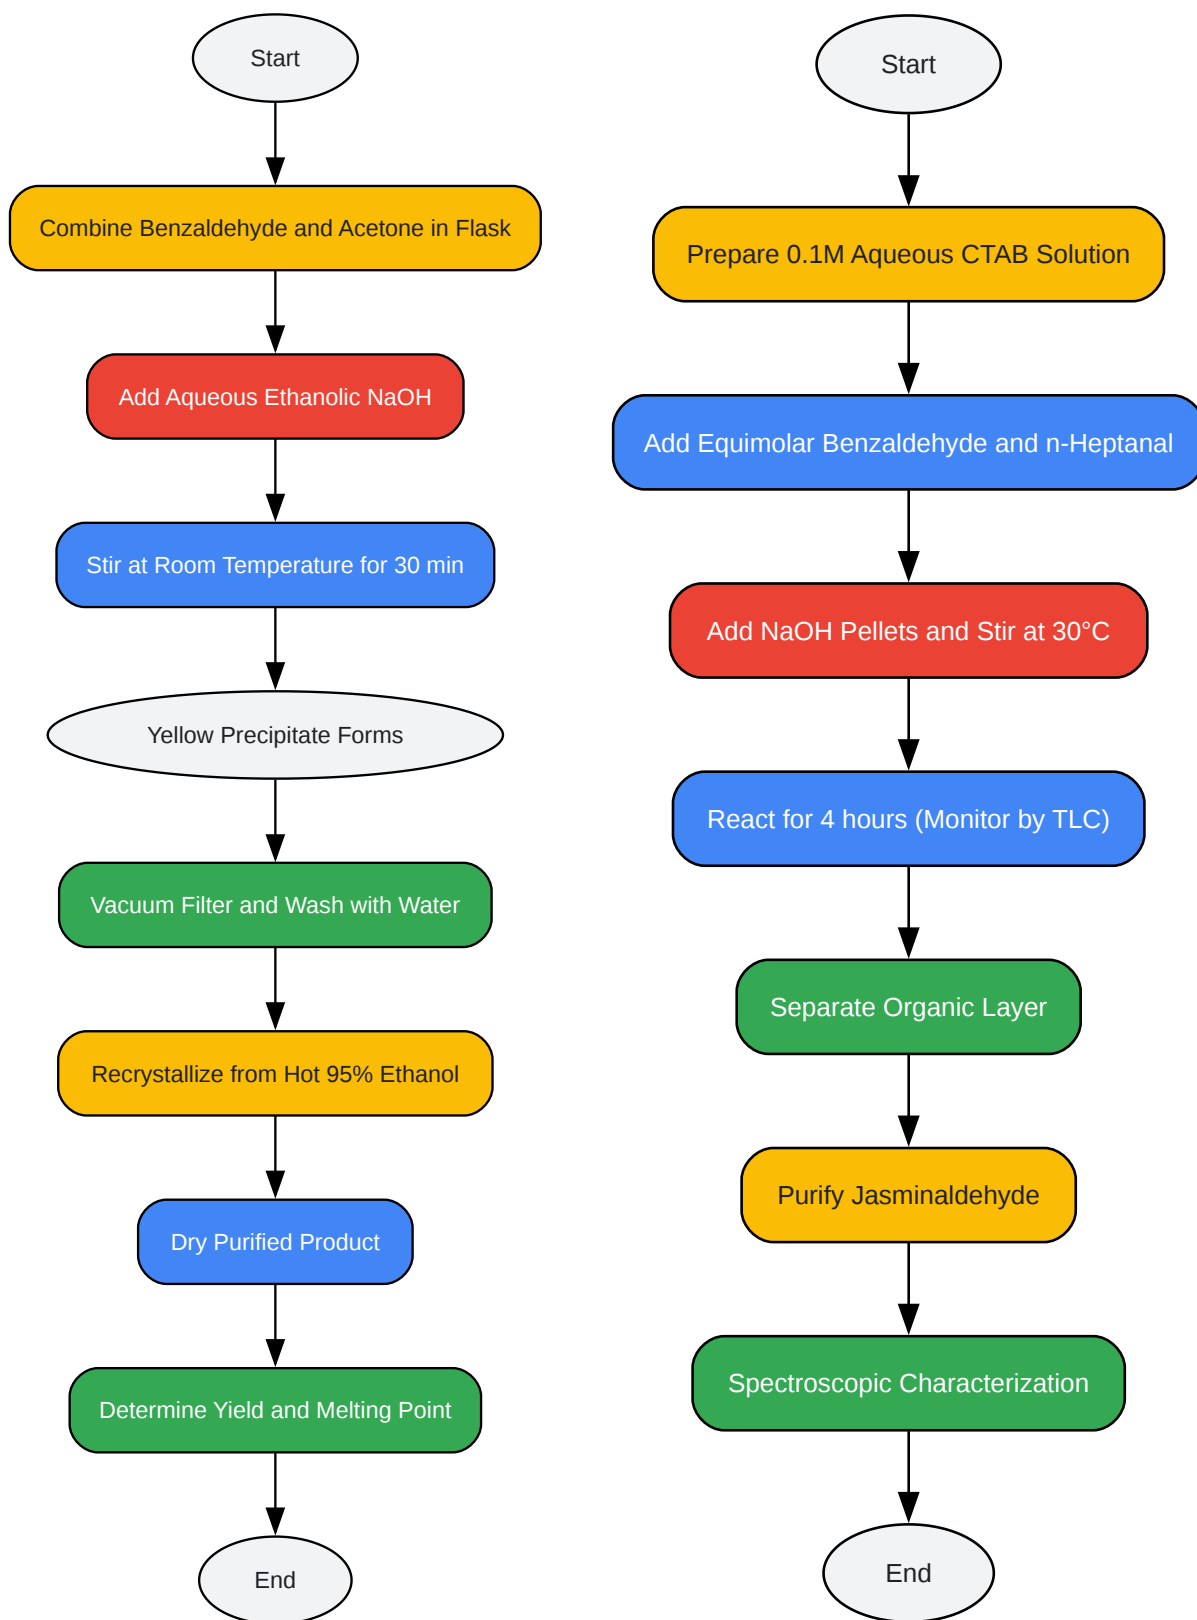 Start
Combine Benzaldehyde and Acetone in Flask
Add Aqueous Ethanolic NaOH
Stir at Room Temperature for 30 min
Yellow Precipitate Forms
Vacuum Filter and Wash with Water
Recrystallize from Hot 95% Ethanol
Dry Purified Product
Determine Yield and Melting Point
End
Start
Prepare 0.1M Aqueous CTAB Solution
Add Equimolar Benzaldehyde and n-Heptanal
Add NaOH Pellets and Stir at 30°C
React for 4 hours (Monitor by TLC)
Separate Organic Layer
Purify Jasminaldehyde
Spectroscopic Characterization
End